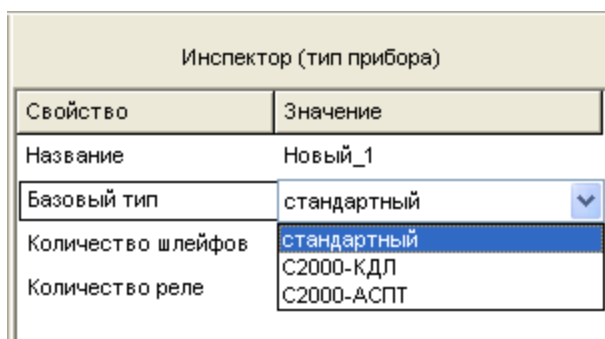 Инспектор (тип прибора)
Свойство Значение
Название Новый_1
Базовый тип стандартный
Количество шлейфов стандартный
С2000-КДЛ
Количество реле С2000-АСПТ